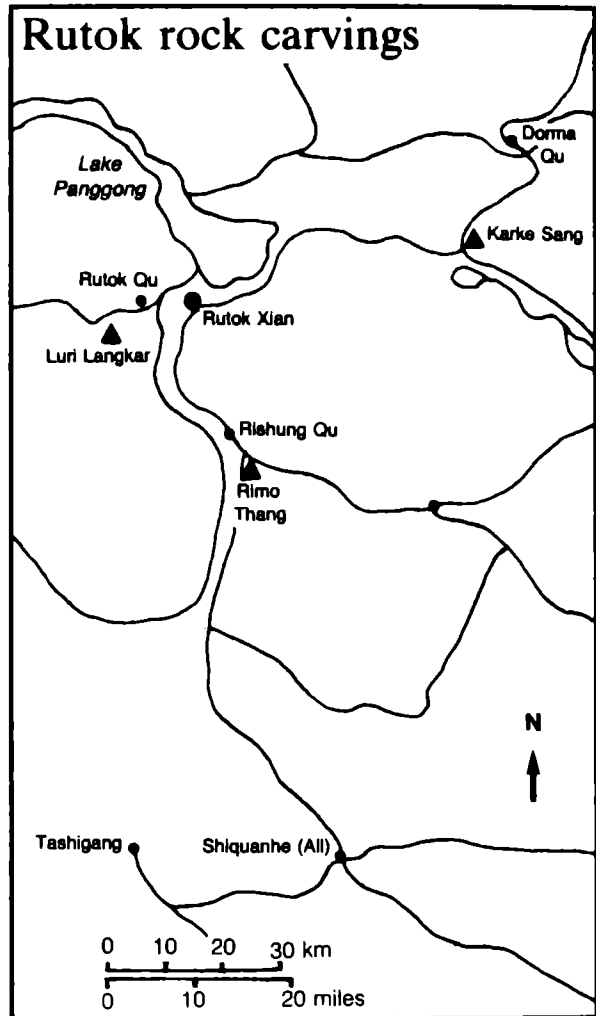 Rutok rock carvings
Dorma
Qu
Lake
Panggong
Karke Sang
Rutok Qu
Rutok Xian
Luri Langkar
Rishung Qu
Rimo
Thang
N
Tashigang
Shiquanhe (Ali)
0 10 20 30 km
0 10 20 miles